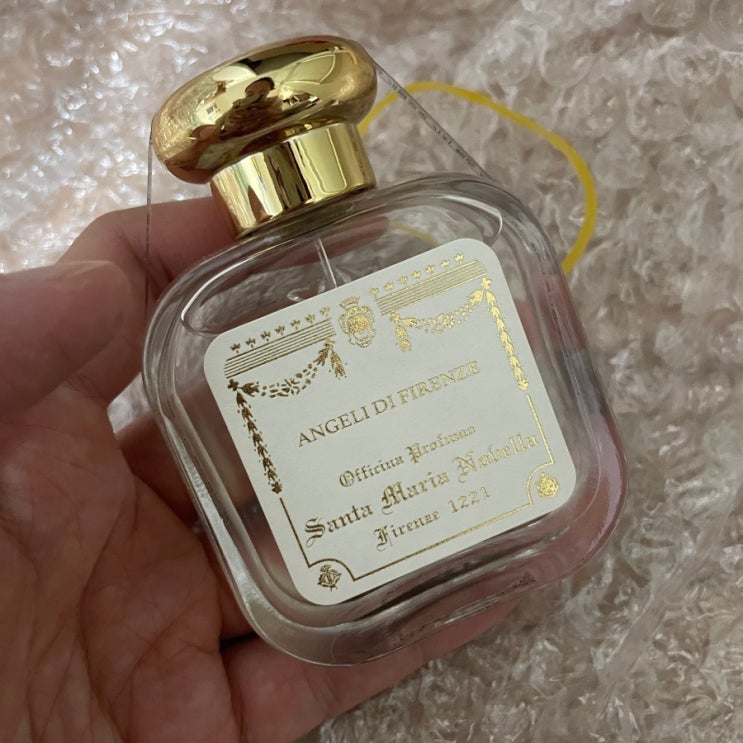 ANGELI DI FIRENZE
Officina Profumo
Santa Maria Novella
Firenze 1221